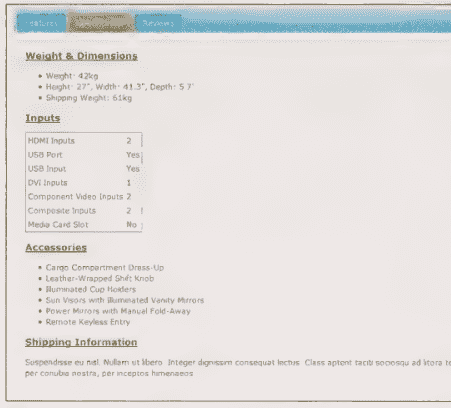 Features Reviews
Weight & Dimensions
Weight: 42kg
Height: 27", Width: 41.3", Depth: 5.7"
Shipping Weight: 61kg
Inputs
HDMI Inputs 2
USB Port Yes
USB Input Yes
DVI Inputs 1
Component Video Inputs 2
Composite Inputs 2
Media Card Slot No
Accessories
Cargo Compartment Dress-Up
Leather-Wrapped Shift Knob
Illuminated Cup Holders
Sun Visors with Illuminated Vanity Mirrors
Power Mirrors with Manual Fold-Away
Remote Keyless Entry
Shipping Information
Suspendisse eu nisl. Nullam ut libero. Integer dignissim consequat lectus. Class aptent taciti sociosqu ad litora te
per conubia nostra, per inceptos himenaeos